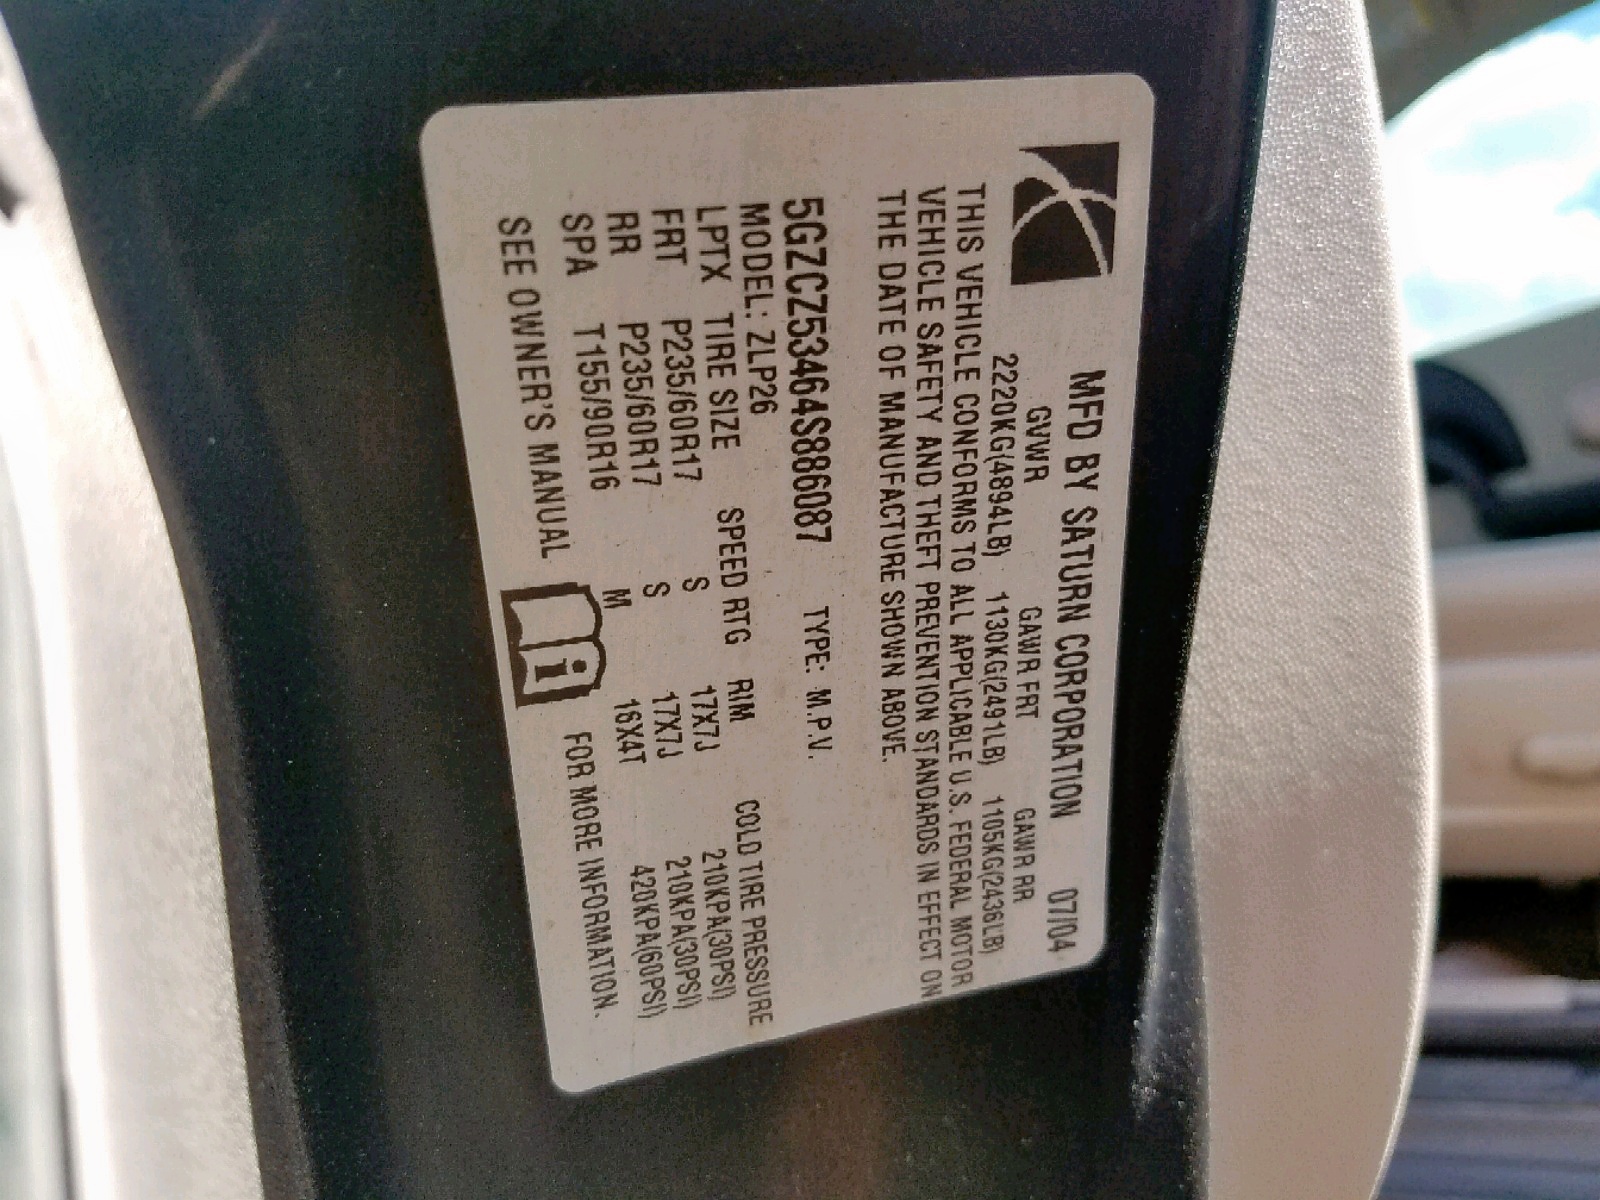 MFD BY SATURN CORPORATION 07/04
GVWR GAWR FRT GAWR RR
2220KG(4894LB) 1130KG(2491LB) 1105KG(2436LB)
THIS VEHICLE CONFORMS TO ALL APPLICABLE U.S. FEDERAL MOTOR
VEHICLE SAFETY AND THEFT PREVENTION STANDARDS IN EFFECT ON
THE DATE OF MANUFACTURE SHOWN ABOVE.
5GZCZ53464S886087 TYPE: M.P.V.
MODEL: ZLP26
LPTX TIRE SIZE SPEED RTG RIM COLD TIRE PRESSURE
FRT P235/60R17 S 17X7J 210KPA(30PSI)
RR P235/60R17 S 17X7J 210KPA(30PSI)
SPA T155/90R16 M 16X4T 420KPA(60PSI)
SEE OWNER'S MANUAL i FOR MORE INFORMATION.